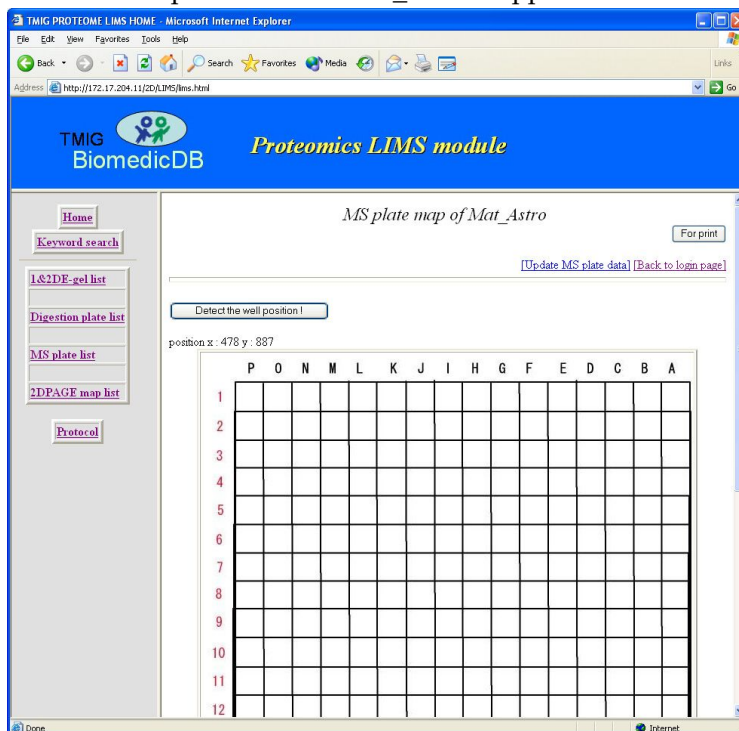 TMIG PROTEOME LIMS HOME - Microsoft Internet Explorer
File Edit View Favorites Tools Help
Back Search Favorites Media Links
Address http://172.17.204.11/2D/LIMS/lims.html Go
TMIG
BiomedicDB
Proteomics LIMS module
Home
Keyword search
1&2DE-gel list
Digestion plate list
MS plate list
2DPAGE map list
Protocol
MS plate map of Mat_Astro
For print
[Update MS plate data] [Back to login page]
Detect the well position !
position x : 478 y : 887
P O N M L K J I H G F E D C B A
1
2
3
4
5
6
7
8
9
10
11
12
Done Internet